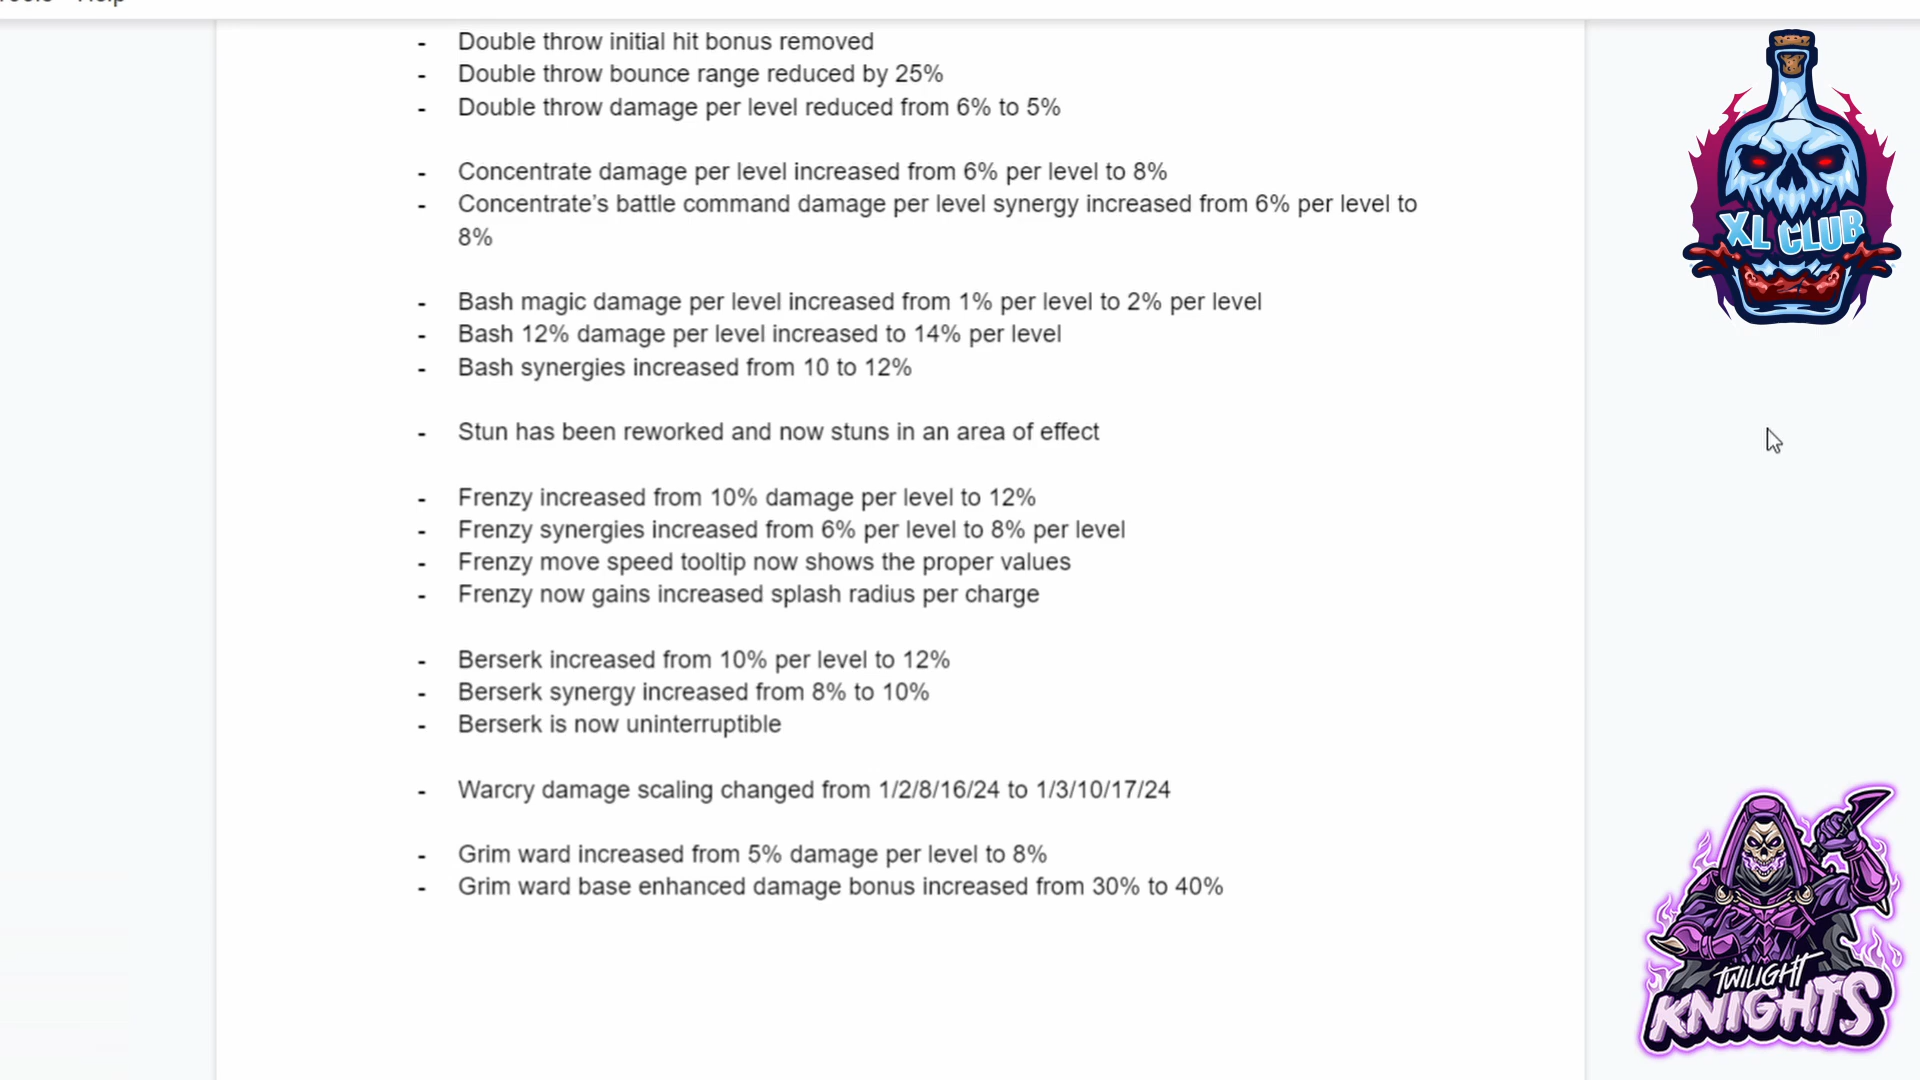 - Double throw initial hit bonus removed
- Double throw bounce range reduced by 25%
- Double throw damage per level reduced from 6% to 5%
- Concentrate damage per level increased from 6% per level to 8%
- Concentrate’s battle command damage per level synergy increased from 6% per level to
8%
- Bash magic damage per level increased from 1% per level to 2% per level
- Bash 12% damage per level increased to 14% per level
- Bash synergies increased from 10 to 12%
- Stun has been reworked and now stuns in an area of effect
- Frenzy increased from 10% damage per level to 12%
- Frenzy synergies increased from 6% per level to 8% per level
- Frenzy move speed tooltip now shows the proper values
- Frenzy now gains increased splash radius per charge
- Berserk increased from 10% per level to 12%
- Berserk synergy increased from 8% to 10%
- Berserk is now uninterruptible
- Warcry damage scaling changed from 1/2/8/16/24 to 1/3/10/17/24
- Grim ward increased from 5% damage per level to 8%
- Grim ward base enhanced damage bonus increased from 30% to 40%
XL CLUB
TWILIGHT
KNIGHTS